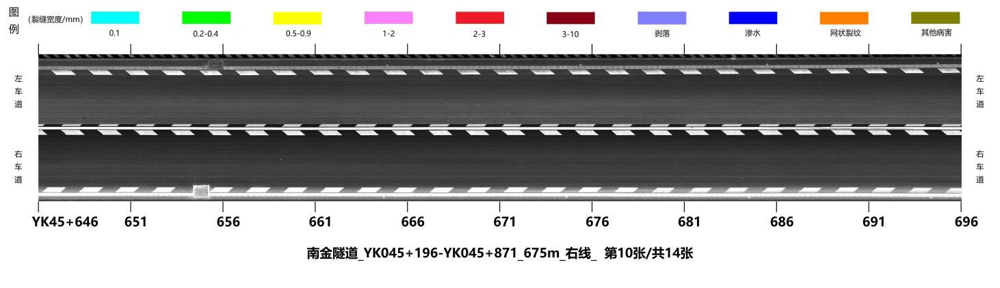 图例
(裂缝宽度/mm)
0.1 0.2-0.4 0.5-0.9 1-2 2-3 3-10 剥落 渗水 网状裂纹 其他病害
左车道 左车道
右车道 右车道
YK45+646 651 656 661 666 671 676 681 686 691 696
南金隧道_YK045+196-YK045+871_675m_右线_ 第10张/共14张